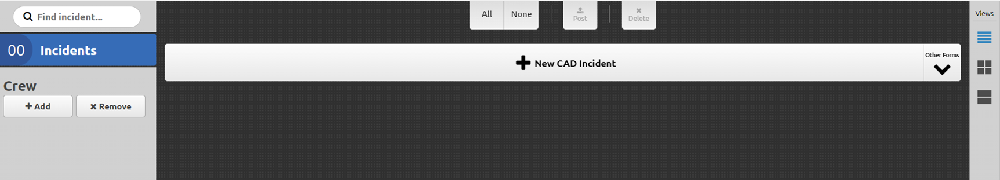 Find incident...
00 Incidents
Crew
Add
Remove
All
None
Post
Delete
New CAD Incident
Other Forms
Views